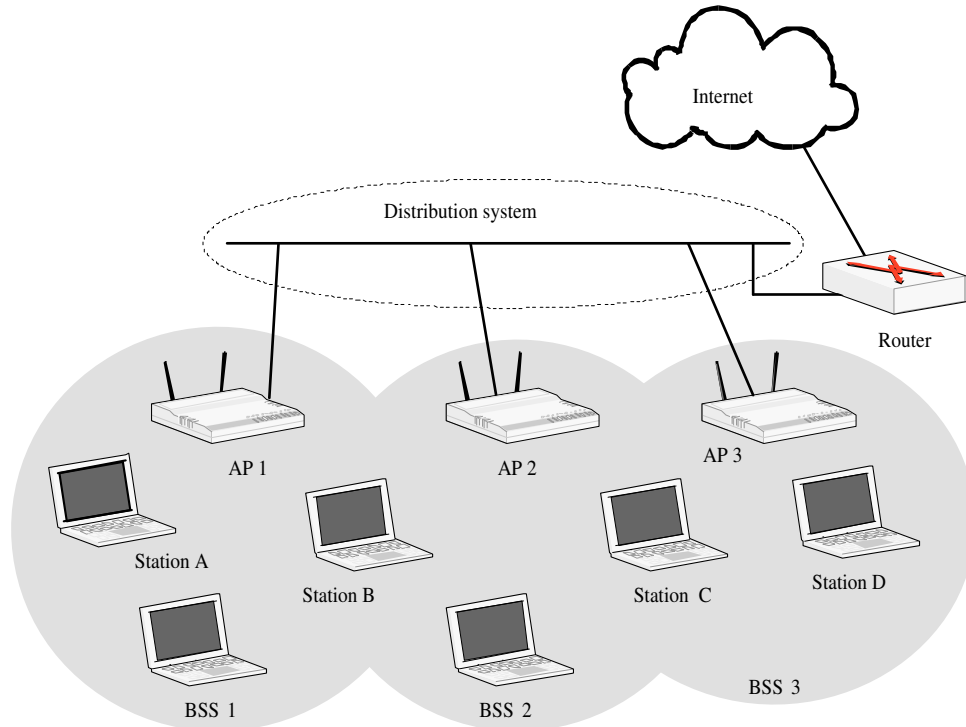 Internet
Distribution system
Router
AP 1
AP 2
AP 3
Station A
Station B
Station C
Station D
BSS 1
BSS 2
BSS 3